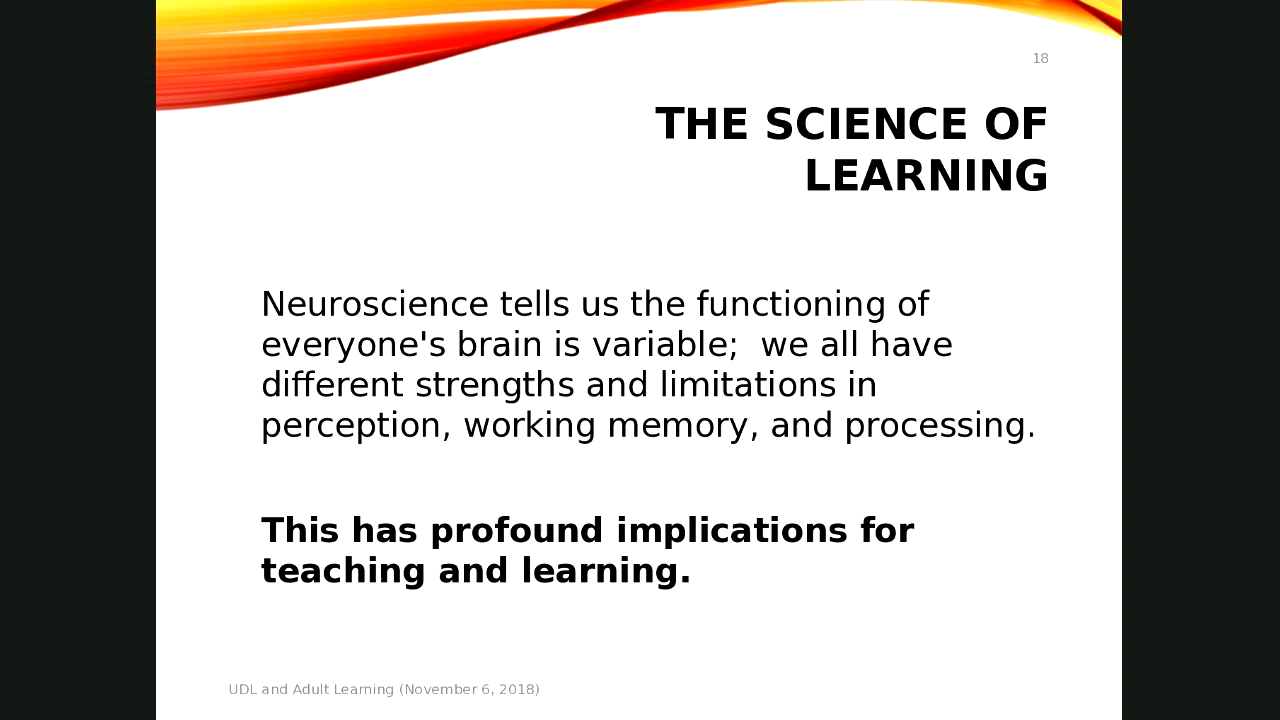 18
THE SCIENCE OF
LEARNING
Neuroscience tells us the functioning of
everyone's brain is variable;  we all have
different strengths and limitations in
perception, working memory, and processing.
This has profound implications for
teaching and learning.
UDL and Adult Learning (November 6, 2018)